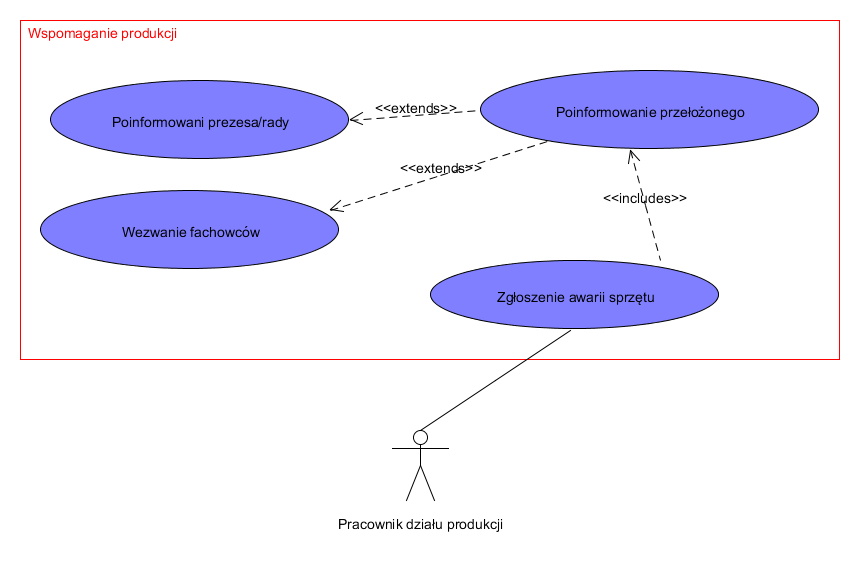 Wspomaganie produkcji
<<extends>>
Poinformowani prezesa/rady
Poinformowanie przełożonego
<<extends>>
<<includes>>
Wezwanie fachowców
Zgłoszenie awarii sprzętu
Pracownik działu produkcji